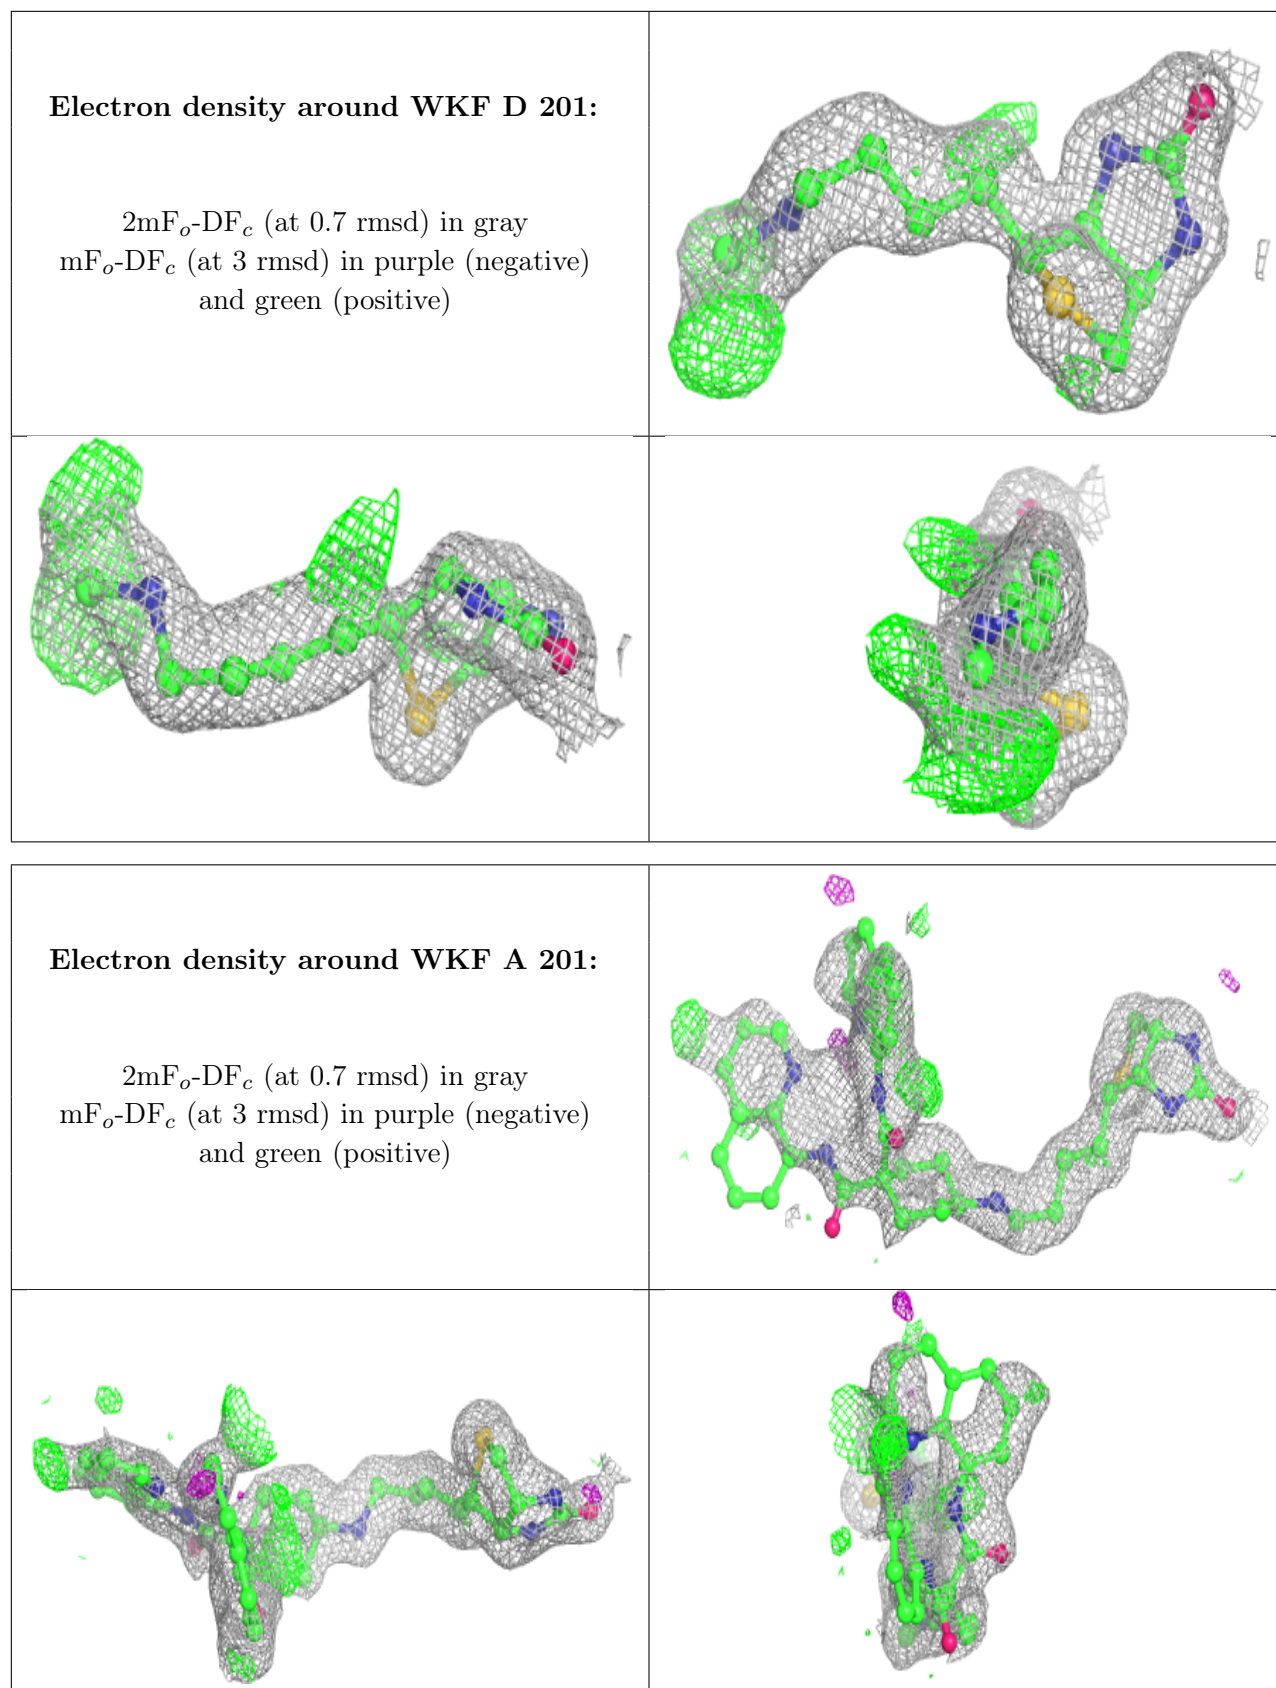 Electron density around WKF D 201:
2mFo-DFc (at 0.7 rmsd) in gray
mFo-DFc (at 3 rmsd) in purple (negative)
and green (positive)
Electron density around WKF A 201:
2mFo-DFc (at 0.7 rmsd) in gray
mFo-DFc (at 3 rmsd) in purple (negative)
and green (positive)